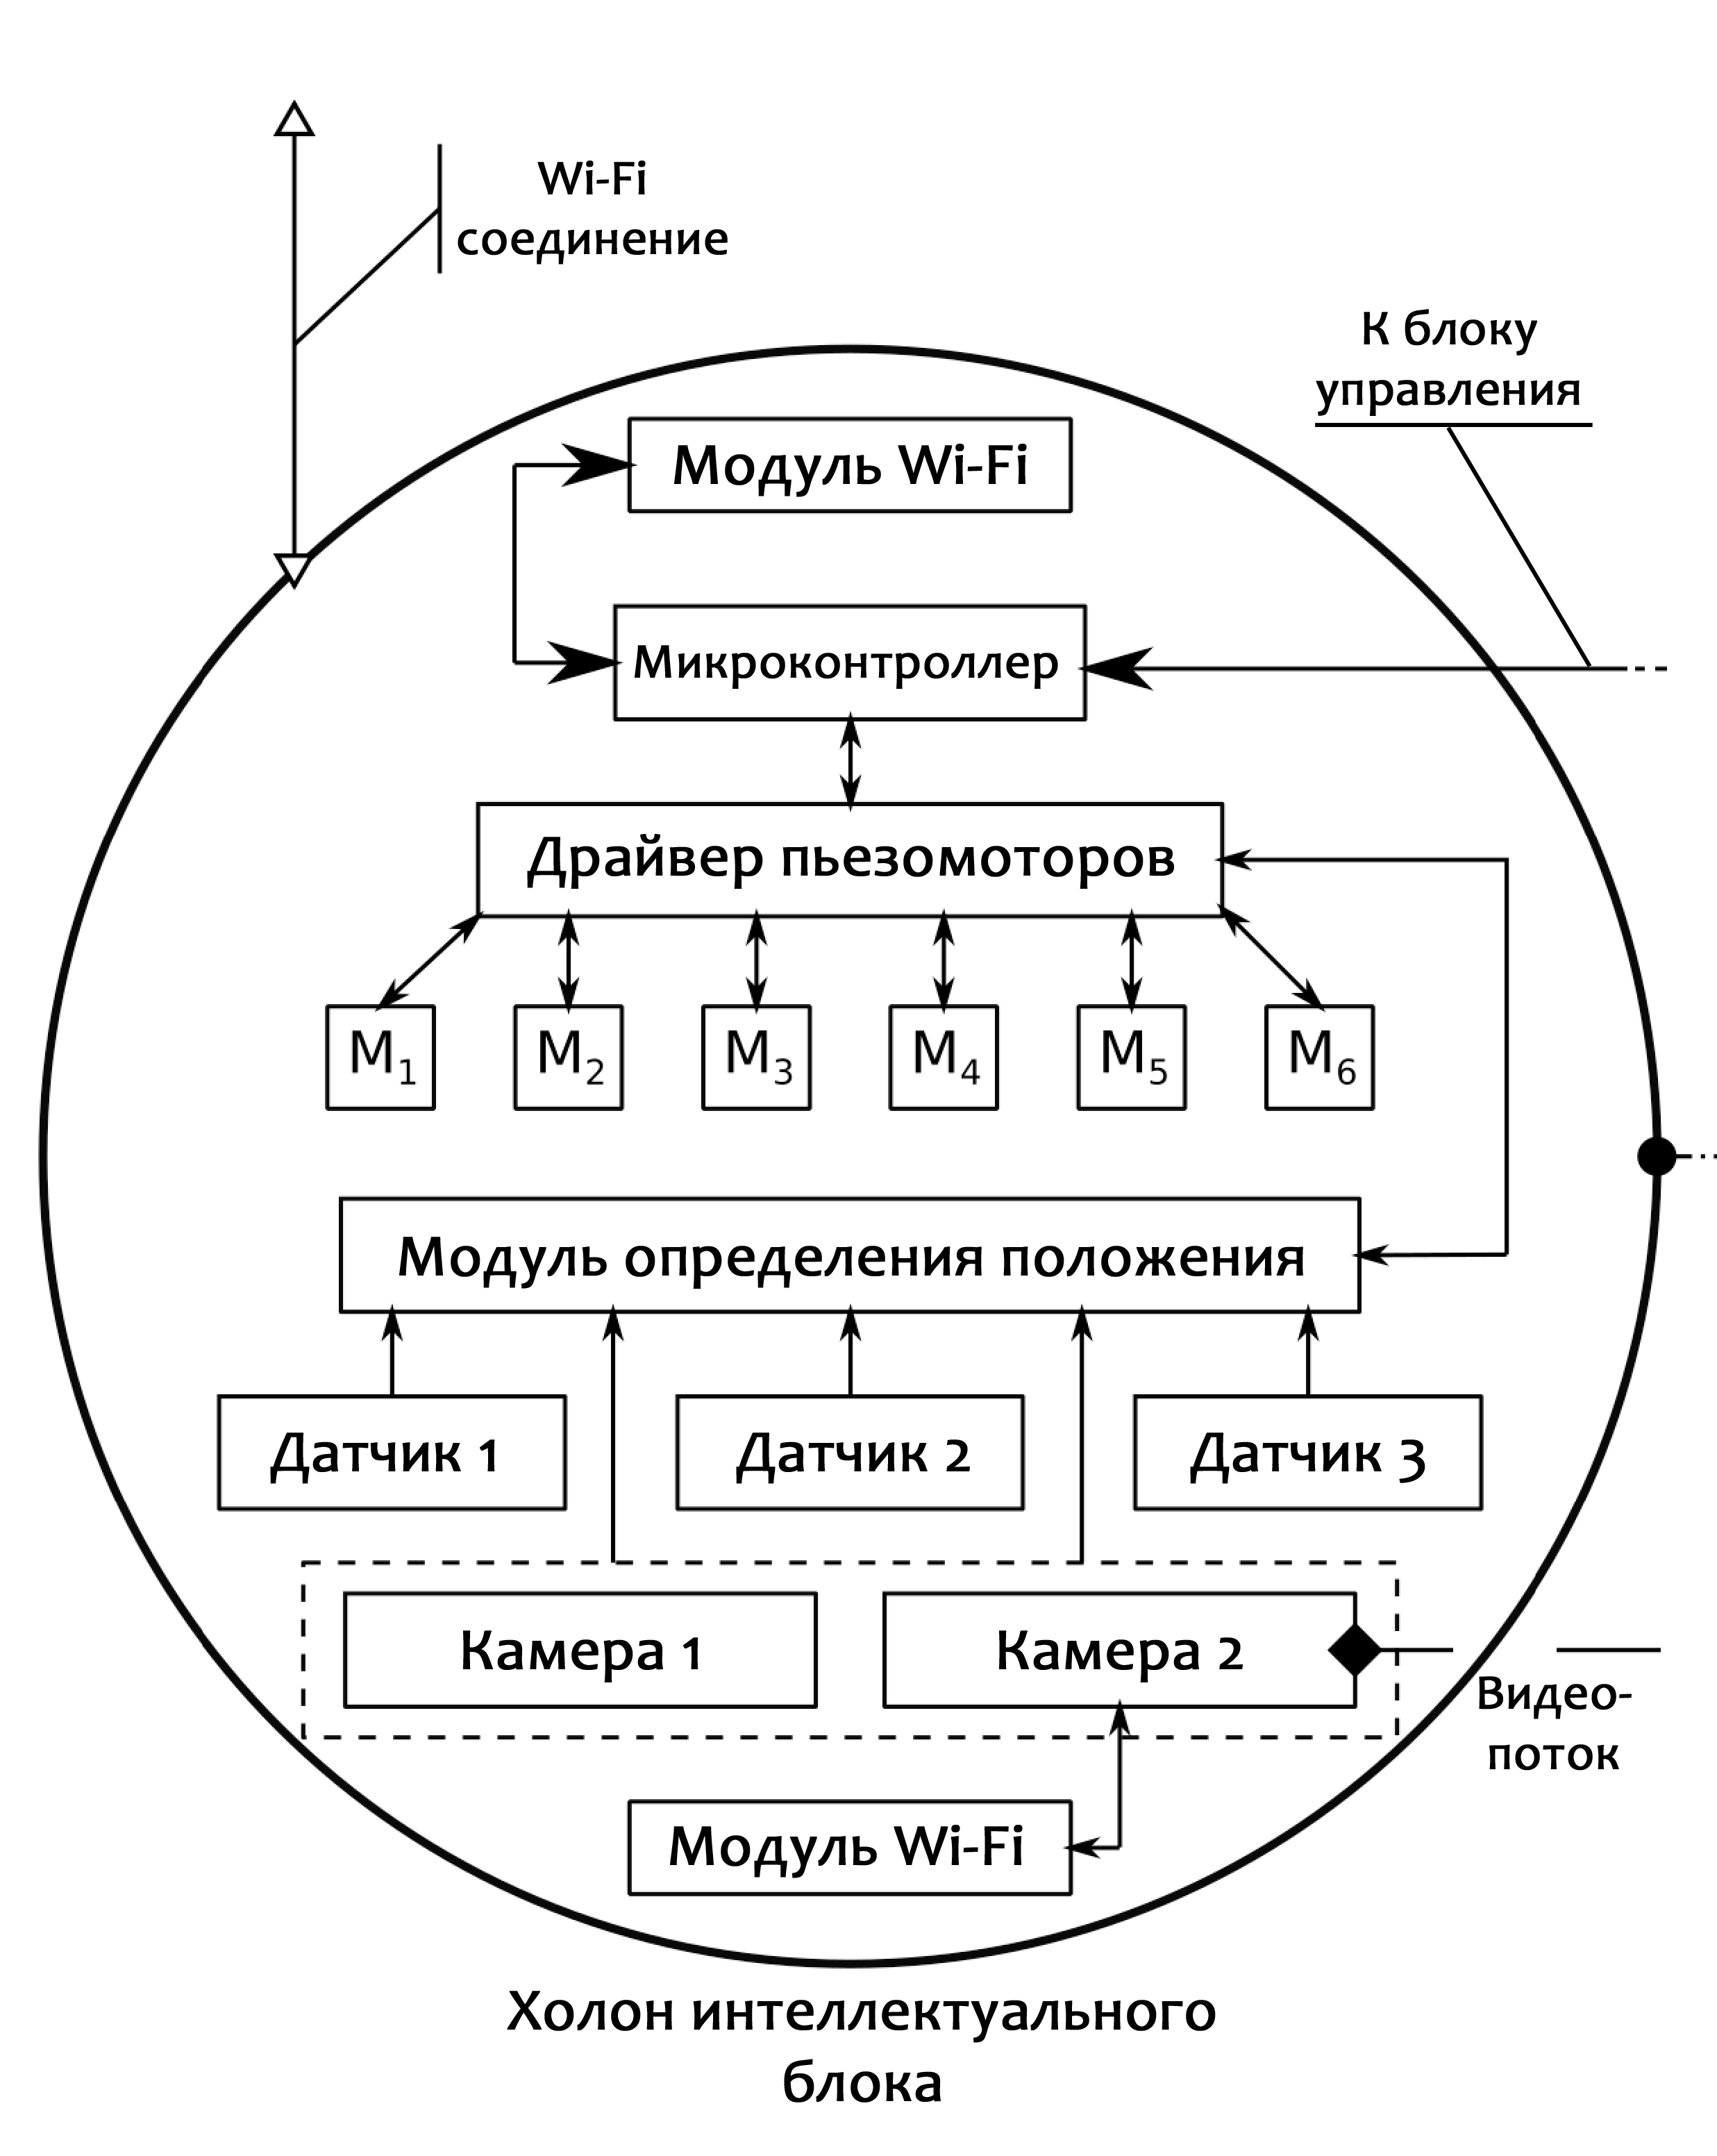 Wi-Fi
соединение
К блоку
управления
Модуль Wi-Fi
Микроконтроллер
Драйвер пьезомоторов
M1 M2 M3 M4 M5 M6
Модуль определения положения
Датчик 1 Датчик 2 Датчик 3
Камера 1 Камера 2
Видео-
поток
Модуль Wi-Fi
Холон интеллектуального
блока